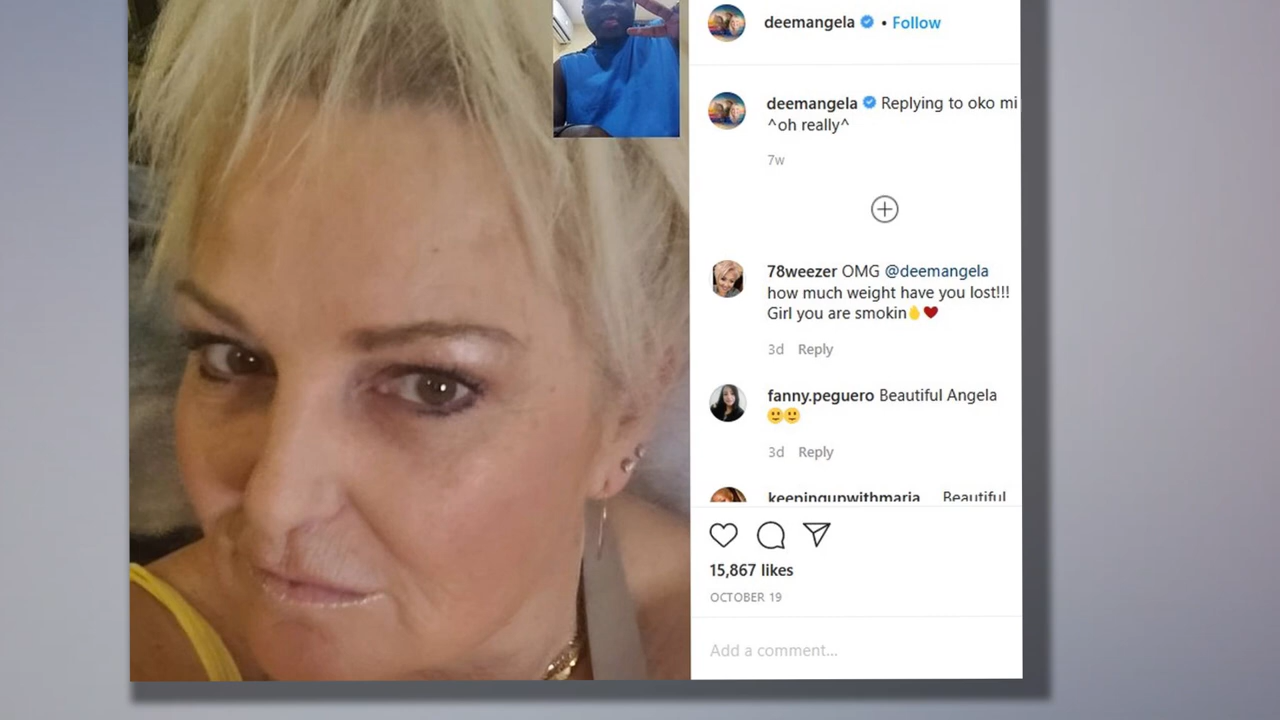 deemangela • Follow
deemangela Replying to oko mi
^oh really^
7w
78weezer OMG @deemangela
how much weight have you lost!!!
Girl you are smokin
3d Reply
fanny.peguero Beautiful Angela
3d Reply
keepingupwithmaria Beautiful
15,867 likes
OCTOBER 19
Add a comment...